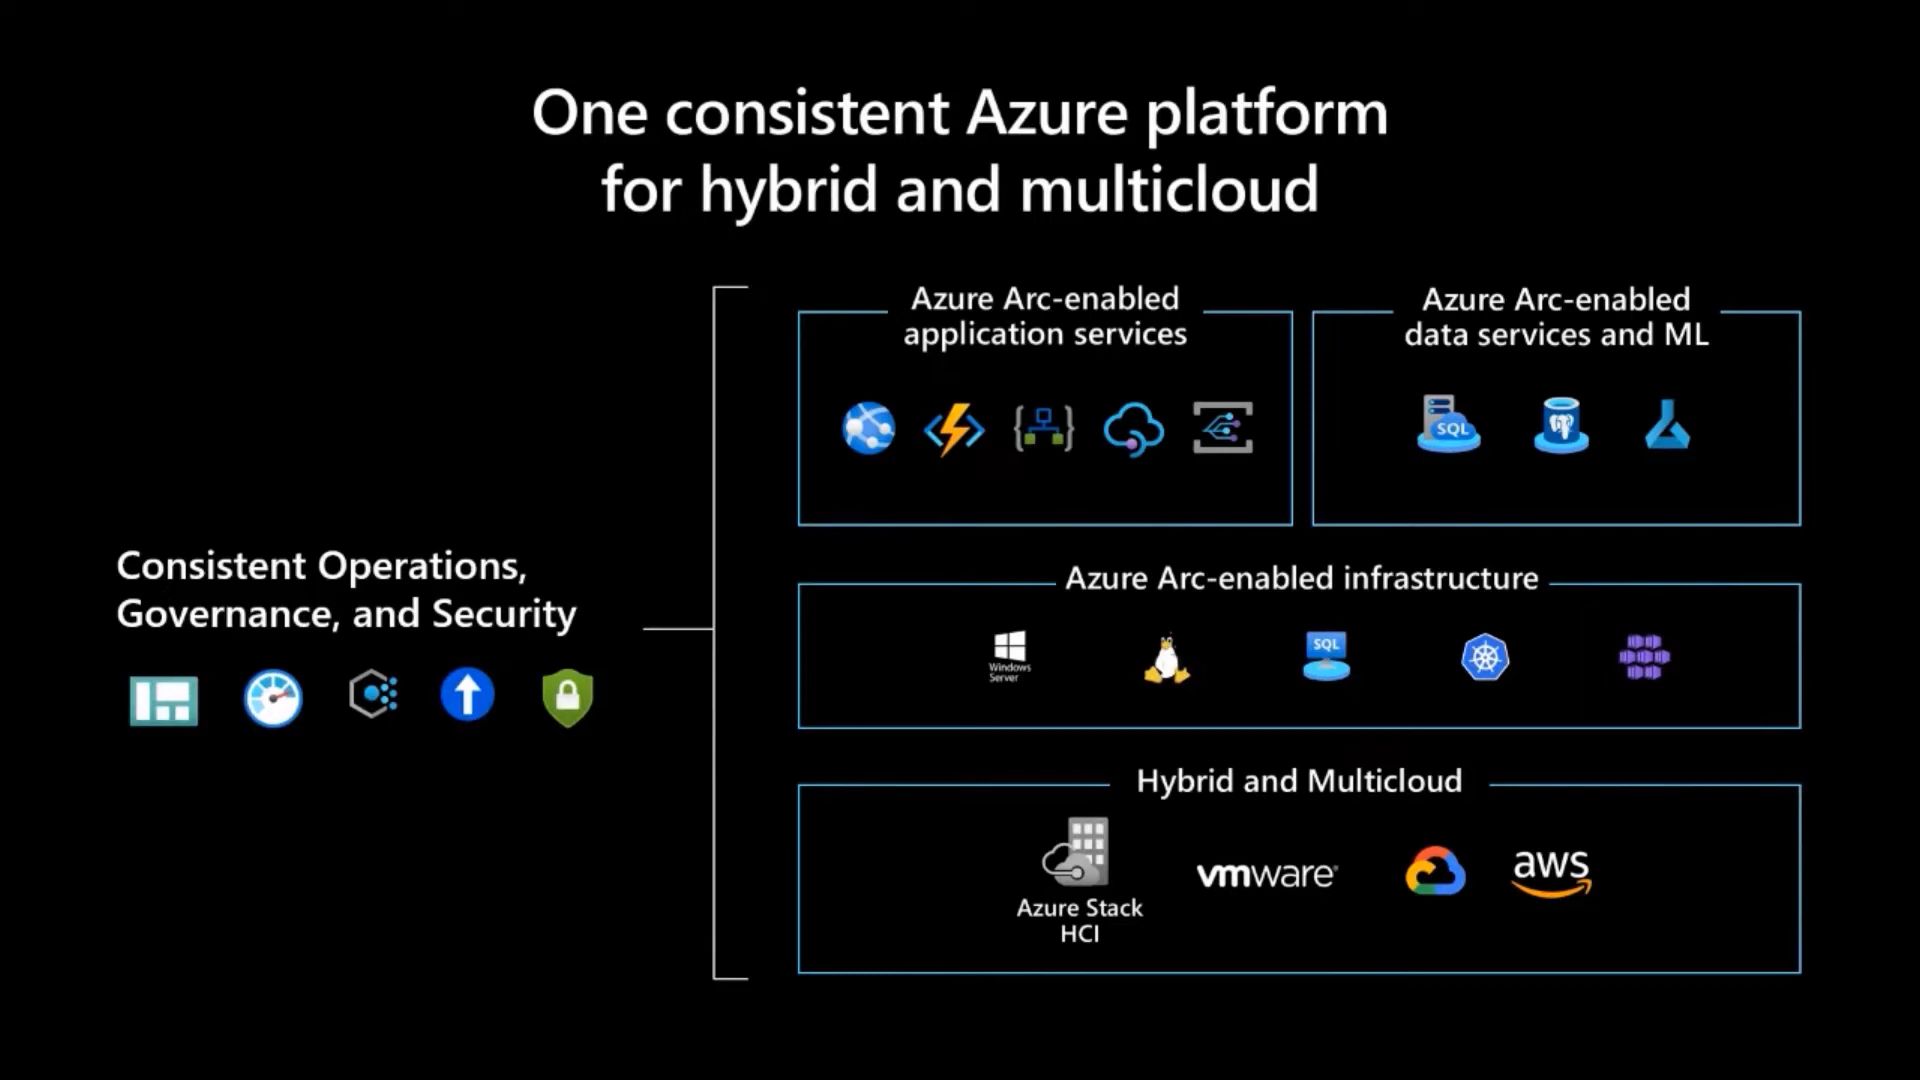 One consistent Azure platform
for hybrid and multicloud
Consistent Operations,
Governance, and Security
Azure Arc-enabled
application services
Azure Arc-enabled
data services and ML
SQL
Azure Arc-enabled infrastructure
Windows
Server
SQL
Hybrid and Multicloud
Azure Stack
HCI
vmware®
aws